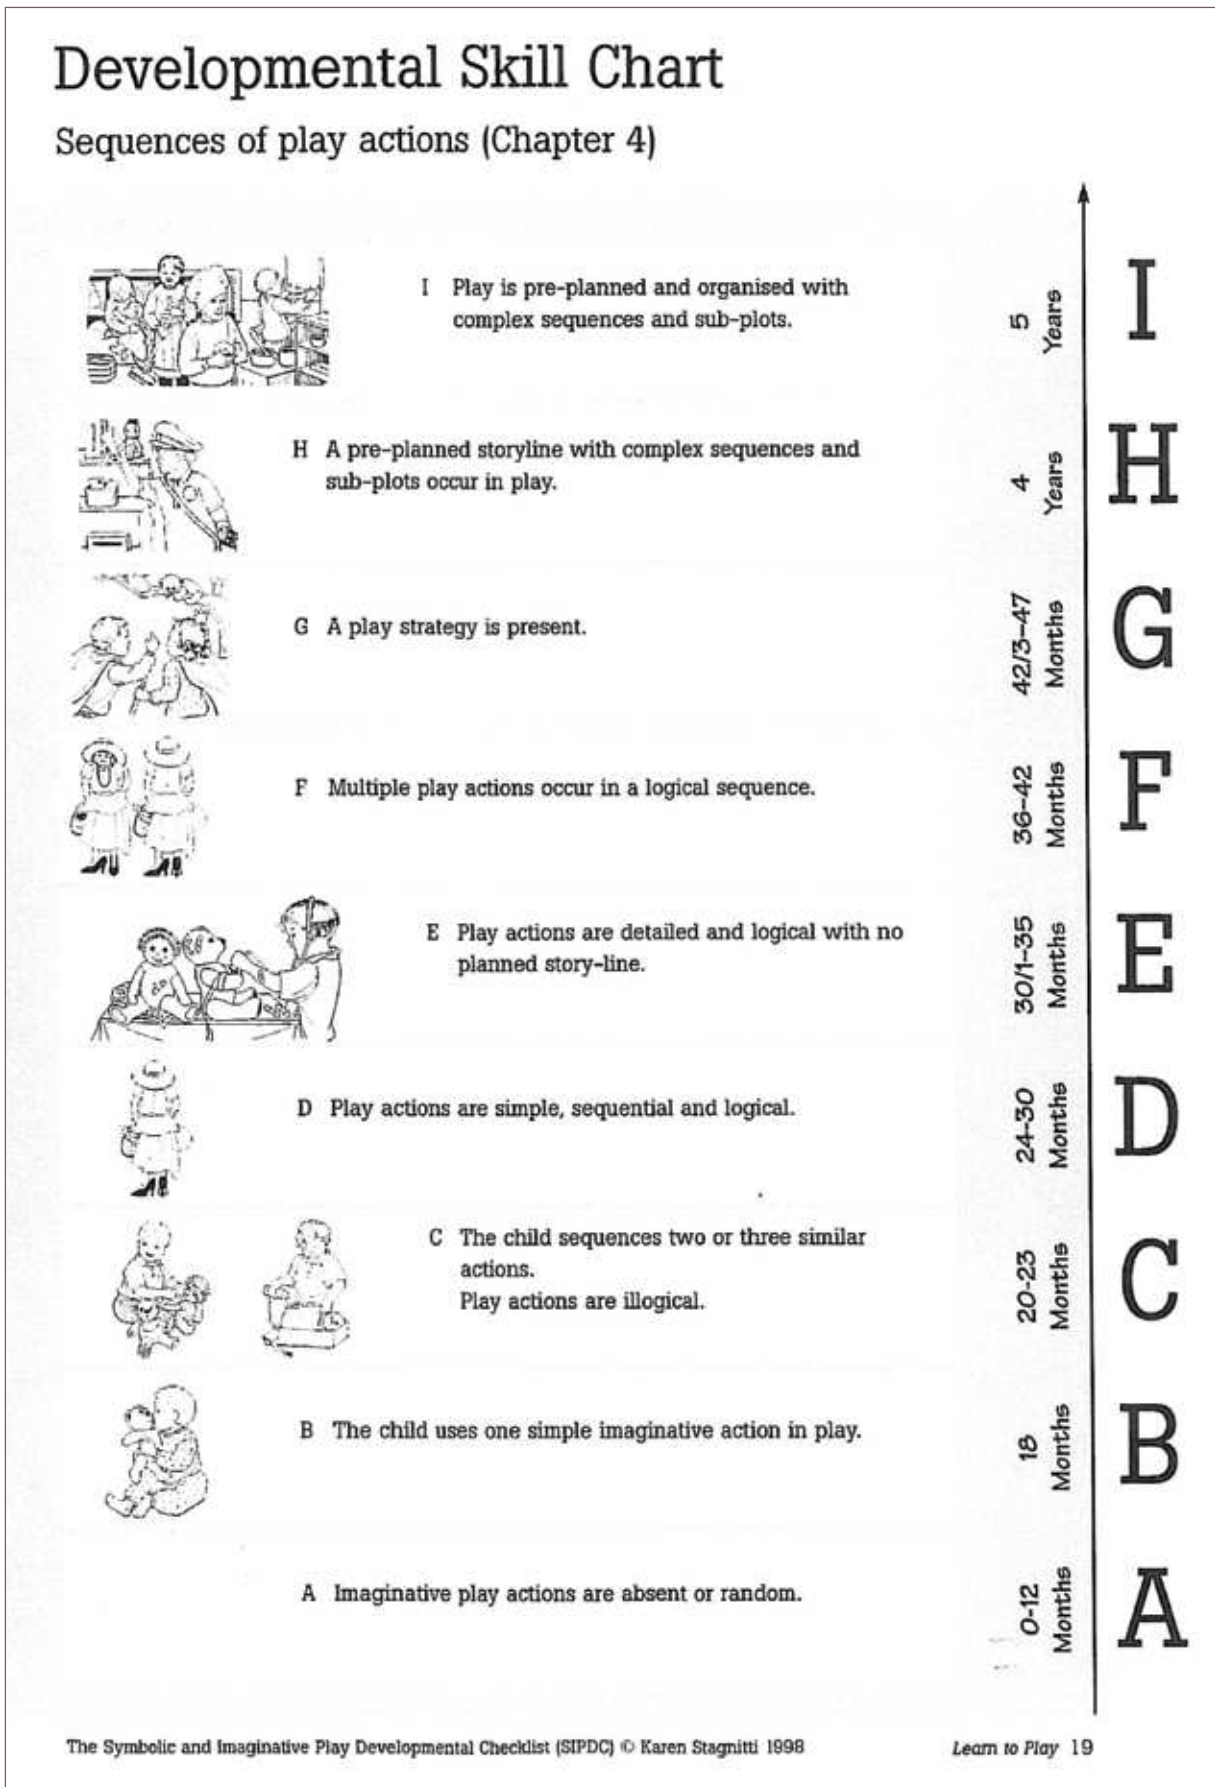 Developmental Skill Chart
Sequences of play actions (Chapter 4)
I Play is pre-planned and organised with
complex sequences and sub-plots.
5
Years
I
H A pre-planned storyline with complex sequences and
sub-plots occur in play.
4
Years
H
G A play strategy is present.
42/3-47
Months
G
F Multiple play actions occur in a logical sequence.
36-42
Months
F
E Play actions are detailed and logical with no
planned story-line.
30/1-35
Months
E
D Play actions are simple, sequential and logical.
24-30
Months
D
C The child sequences two or three similar
actions.
Play actions are illogical.
20-23
Months
C
B The child uses one simple imaginative action in play.
18
Months
B
A Imaginative play actions are absent or random.
0-12
Months
A
The Symbolic and Imaginative Play Developmental Checklist (SIPDC) © Karen Stagnitti 1998
Learn to Play 19